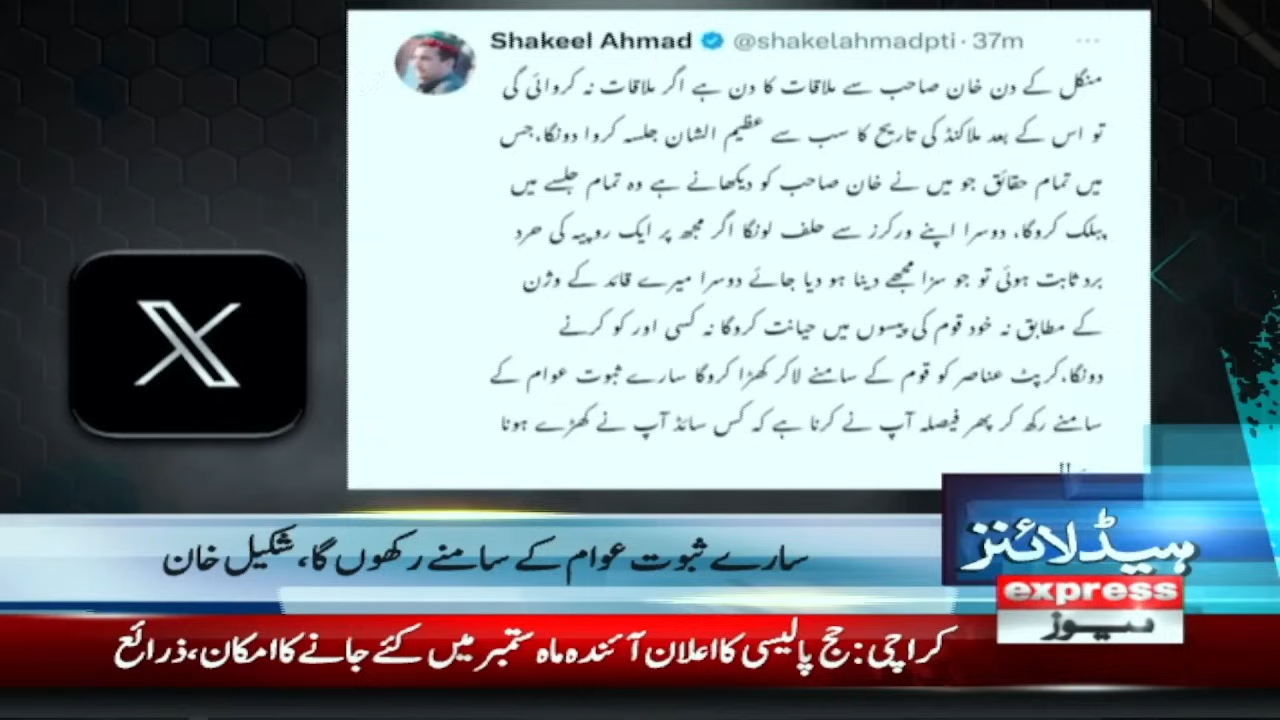 Shakeel Ahmad @shakelahmadpti · 37m
منگل کے دن خان صاحب سے ملاقات کا دن ہے اگر ملاقات نہ کروائی گی
تو اس کے بعد ملاکنڈ کی تاریخ کا سب سے عظیم الشان جلسہ کروا دونگا،جس
میں تمام حقائق جو میں نے خان صاحب کو دیکھانے ہے وہ تمام جلسے میں
پبلک کروگا، دوسرا اپنے ورکرز سے حلف لونگا اگر مجھ پر ایک روپیہ کی حرد
برد ثابت ہوئی تو جو سزا مجھے دینا ہو دیا جائے دوسرا میرے قائد کے وژن
کے مطابق نہ خود قوم کی پیسوں میں حیانت کروگا نہ کسی اور کو کرنے
دونگا،کرپٹ عناصر کو قوم کے سامنے لاکر کھڑا کروگا سارے ثبوت عوام کے
سامنے رکھ کر پھر فیصلہ آپ نے کرنا ہے کہ کس سائڈ آپ نے کھڑے ہونا
سارے ثبوت عوام کے سامنے رکھوں گا، شکیل خان
ہیڈلائنز
express
نیوز
کراچی: حج پالیسی کا اعلان آئندہ ماہ ستمبر میں کئے جانے کا امکان، ذرائع